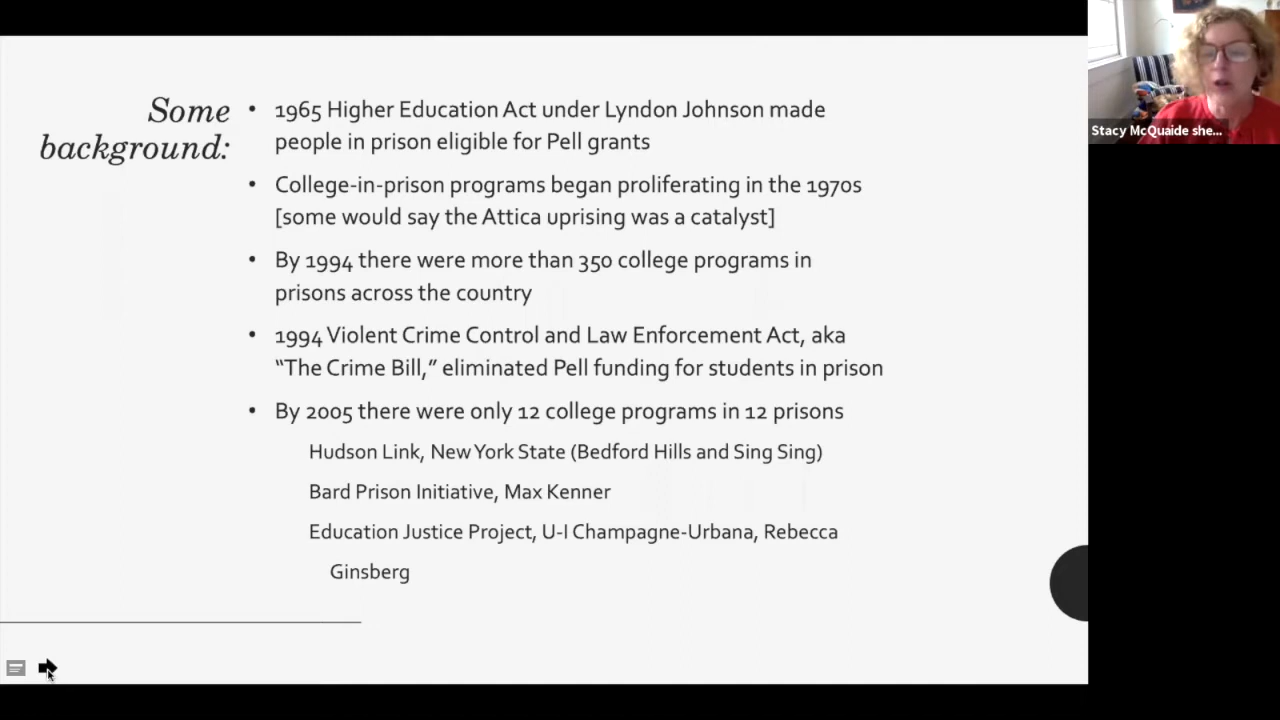 Some
background:
• 1965 Higher Education Act under Lyndon Johnson made
people in prison eligible for Pell grants
• College-in-prison programs began proliferating in the 1970s
[some would say the Attica uprising was a catalyst]
• By 1994 there were more than 350 college programs in
prisons across the country
• 1994 Violent Crime Control and Law Enforcement Act, aka
“The Crime Bill,” eliminated Pell funding for students in prison
• By 2005 there were only 12 college programs in 12 prisons
Hudson Link, New York State (Bedford Hills and Sing Sing)
Bard Prison Initiative, Max Kenner
Education Justice Project, U-I Champagne-Urbana, Rebecca
Ginsberg
Stacy McQuaide she...